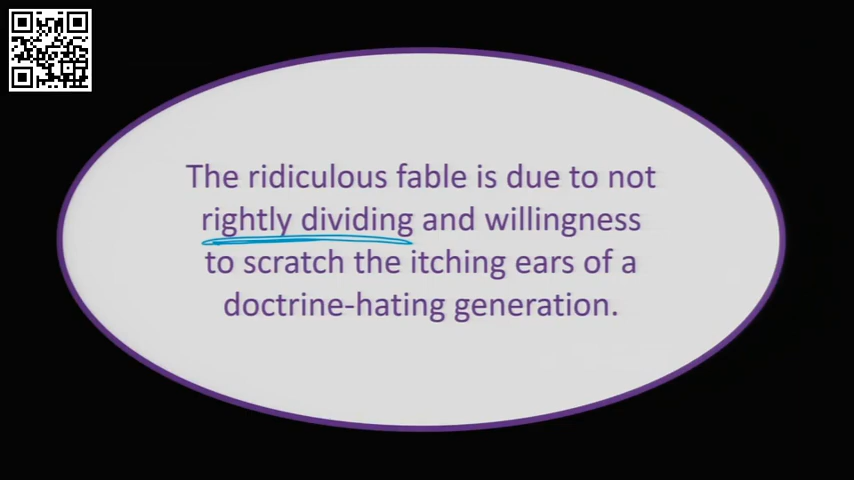 The ridiculous fable is due to not
rightly dividing and willingness
to scratch the itching ears of a
doctrine-hating generation.